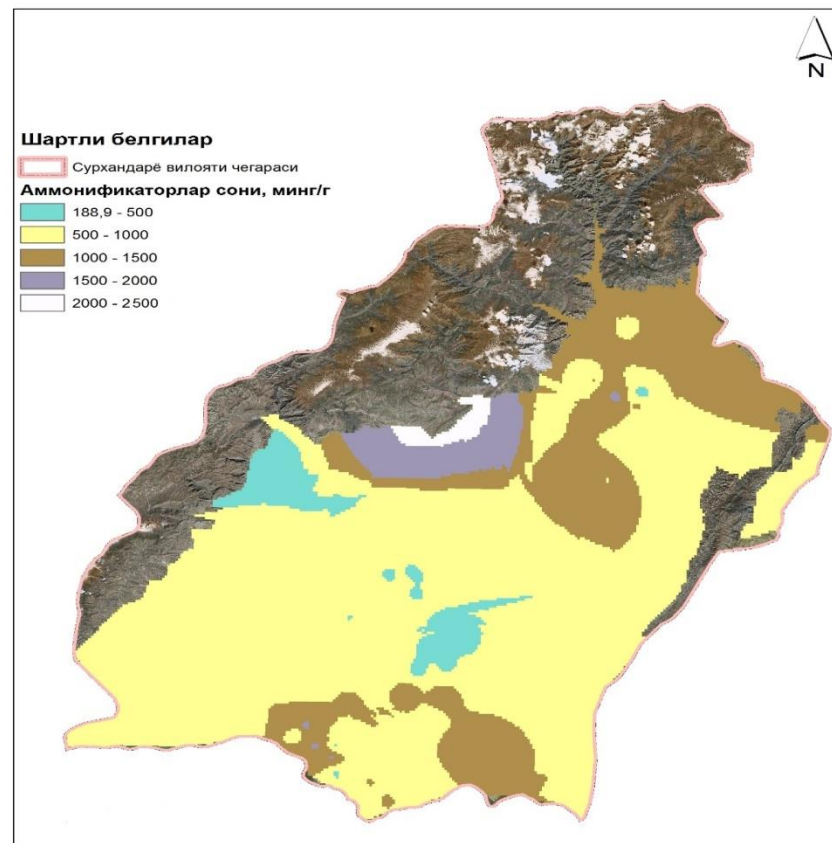 N
Шартли белгилар
Сурхандарё вилояти чегараси
Аммонификаторлар сони, минг/г
188,9 - 500
500 - 1000
1000 - 1500
1500 - 2000
2000 - 2500